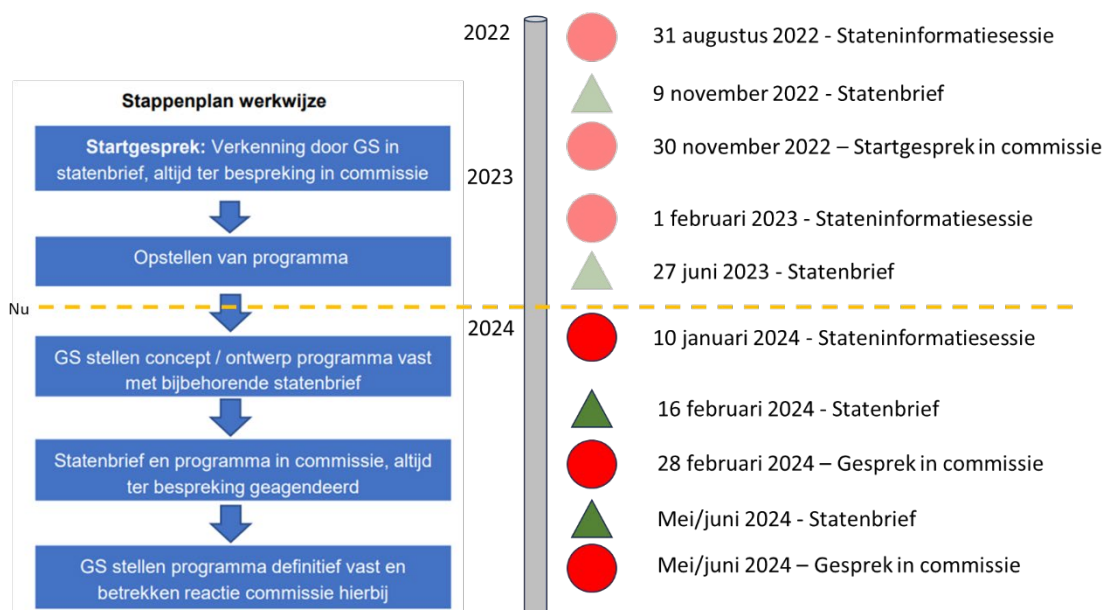 Stappenplan werkwijze
Startgesprek: Verkenning door GS in
statenbrief, altijd ter bespreking in commissie
Opstellen van programma
Nu
GS stellen concept / ontwerp programma vast
met bijbehorende statenbrief
Statenbrief en programma in commissie, altijd
ter bespreking geagendeerd
GS stellen programma definitief vast en
betrekken reactie commissie hierbij
2022
2023
2024
31 augustus 2022 - Stateninformatiesessie
9 november 2022 - Statenbrief
30 november 2022 – Startgesprek in commissie
1 februari 2023 - Stateninformatiesessie
27 juni 2023 - Statenbrief
10 januari 2024 - Stateninformatiesessie
16 februari 2024 - Statenbrief
28 februari 2024 – Gesprek in commissie
Mei/juni 2024 - Statenbrief
Mei/juni 2024 – Gesprek in commissie